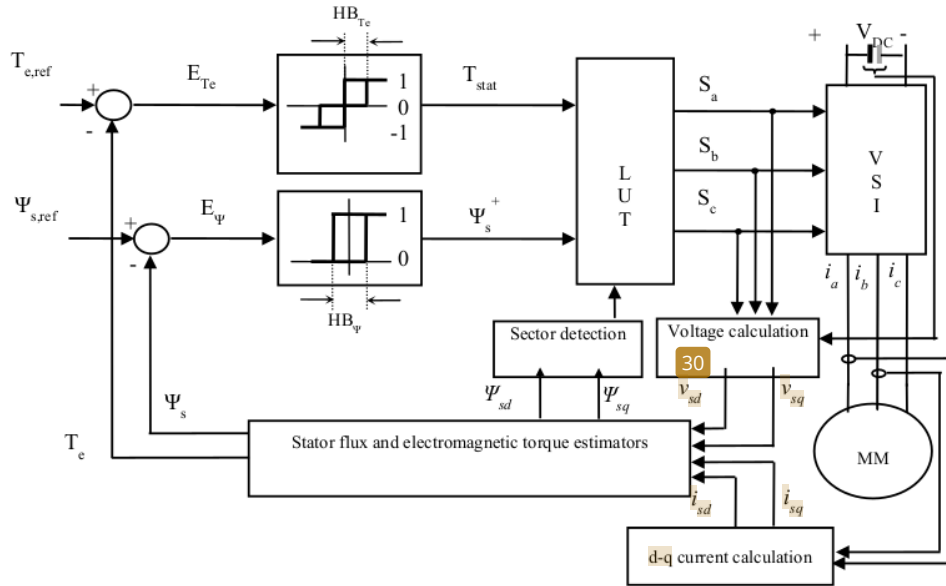 HB_Te
+ V_DC -
T_e,ref
E_Te
1
0
-1
T_stat
+
-
S_a
S_b
S_c
L
U
T
V
S
I
Ψ_s,ref
E_Ψ
1
0
Ψ_s^+
+
-
HB_Ψ
i_a i_b i_c
Sector detection
Voltage calculation
30
Ψ_sd Ψ_sq
v_sd v_sq
Ψ_s
T_e
Stator flux and electromagnetic torque estimators
MM
i_sd i_sq
d-q current calculation